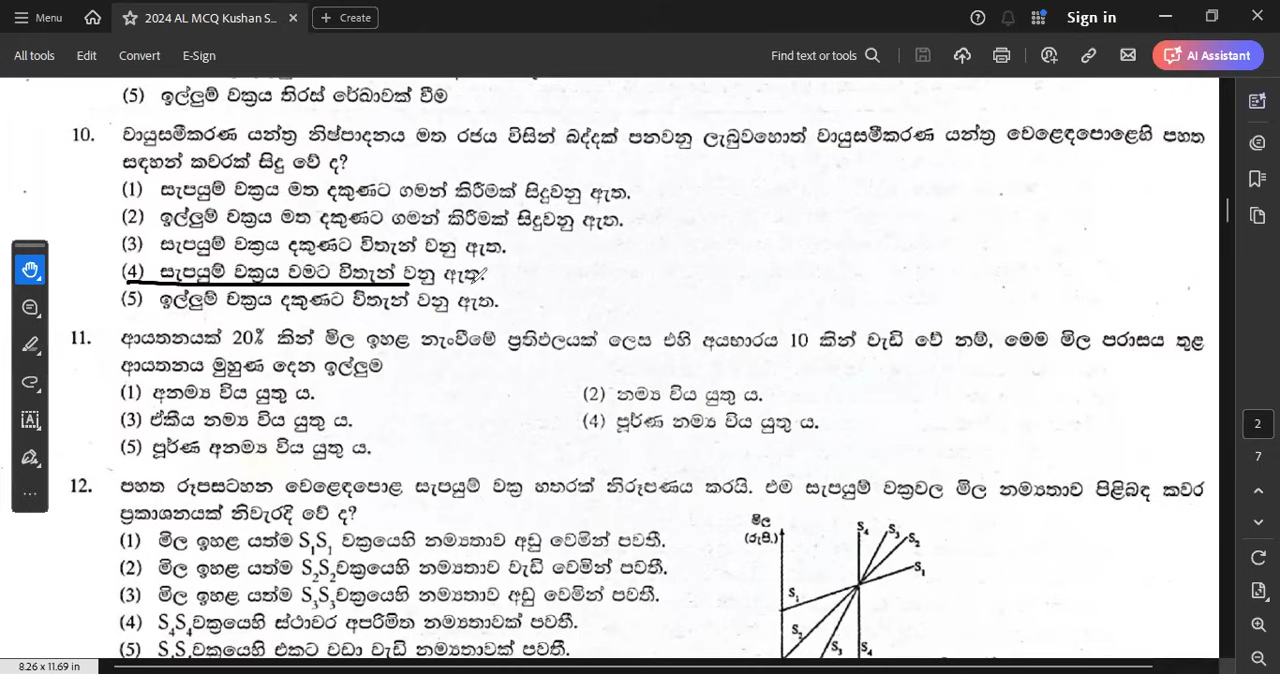 Menu
2024 AL MCQ Kushan S...
Create
Sign in
All tools
Edit
Convert
E-Sign
Find text or tools
AI Assistant
(5) ඉල්ලුම් වක්‍රය තිරස් රේඛාවක් වීම
10. වායුසමීකරණ යන්ත්‍ර නිෂ්පාදනය මත රජය විසින් බද්දක් පනවනු ලැබුවහොත් වායුසමීකරණ යන්ත්‍ර වෙළෙඳපොළෙහි පහත
සඳහන් කවරක් සිදු වේ ද?
(1) සැපයුම් වක්‍රය මත දකුණට ගමන් කිරීමක් සිදුවනු ඇත.
(2) ඉල්ලුම් වක්‍රය මත දකුණට ගමන් කිරීමක් සිදුවනු ඇත.
(3) සැපයුම් වක්‍රය දකුණට විතැන් වනු ඇත.
(4) සැපයුම් වක්‍රය වමට විතැන් වනු ඇත.
(5) ඉල්ලුම් වක්‍රය දකුණට විතැන් වනු ඇත.
11. ආයතනයක් 20% කින් මිල ඉහළ නැංවීමේ ප්‍රතිඵලයක් ලෙස එහි අයභාරය 10 කින් වැඩි වේ නම්, මෙම මිල පරාසය තුළ
ආයතනය මුහුණ දෙන ඉල්ලුම
(1) අනම්‍ය විය යුතු ය.
(2) නම්‍ය විය යුතු ය.
(3) ඒකීය නම්‍ය විය යුතු ය.
(4) පූර්ණ නම්‍ය විය යුතු ය.
(5) පූර්ණ අනම්‍ය විය යුතු ය.
12. පහත රූපසටහන වෙළෙඳපොළ සැපයුම් වක්‍ර හතරක් නිරූපණය කරයි. එම සැපයුම් වක්‍රවල මිල නම්‍යතාව පිළිබඳ කවර
ප්‍රකාශනයක් නිවැරදි වේ ද?
(1) මිල ඉහළ යත්ම S₁S₁ වක්‍රයෙහි නම්‍යතාව අඩු වෙමින් පවතී.
(2) මිල ඉහළ යත්ම S₂S₂වක්‍රයෙහි නම්‍යතාව වැඩි වෙමින් පවතී.
(3) මිල ඉහළ යත්ම S₃S₃වක්‍රයෙහි නම්‍යතාව අඩු වෙමින් පවතී.
(4) S₄S₄වක්‍රයෙහි ස්ථාවර අපරිමිත නම්‍යතාවක් පවතී.
(5) S₁S₁වක්‍රයෙහි එකට වඩා වැඩි නම්‍යතාවක් පවතී.
මිල
(රුපි.)
S₄
S₃
S₂
S₁
S₁
S₂
S₃
S₄
2
7
8.26 x 11.69 in